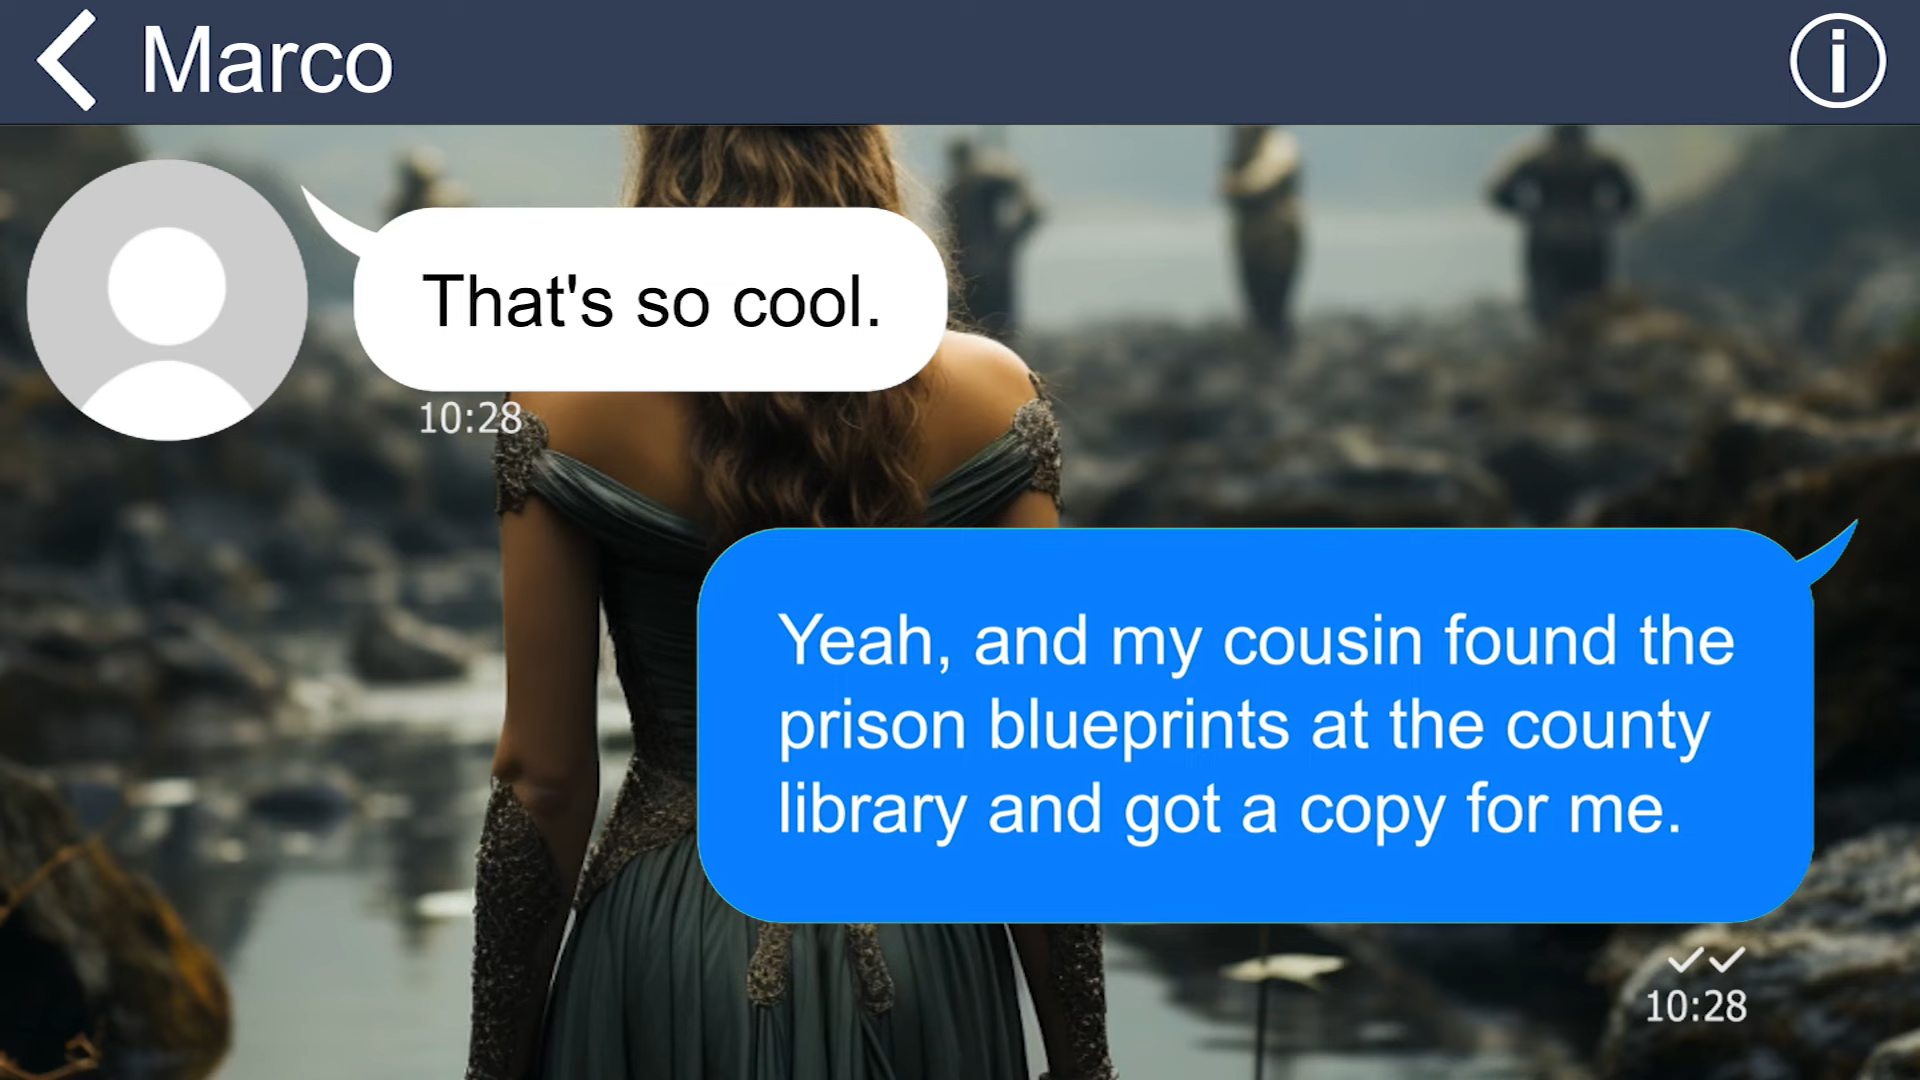 Marco
That's so cool.
10:28
Yeah, and my cousin found the
prison blueprints at the county
library and got a copy for me.
10:28